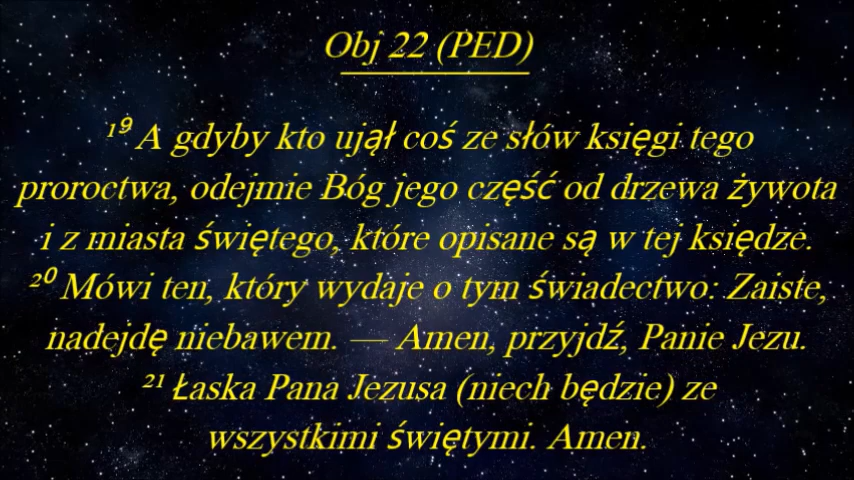 Obj 22 (PED)
¹⁹ A gdyby kto ujął coś ze słów księgi tego
proroctwa, odejmie Bóg jego część od drzewa żywota
i z miasta świętego, które opisane są w tej księdze.
²⁰ Mówi ten, który wydaje o tym świadectwo: Zaiste,
nadejdę niebawem. — Amen, przyjdź, Panie Jezu.
²¹ Łaska Pana Jezusa (niech będzie) ze
wszystkimi świętymi. Amen.